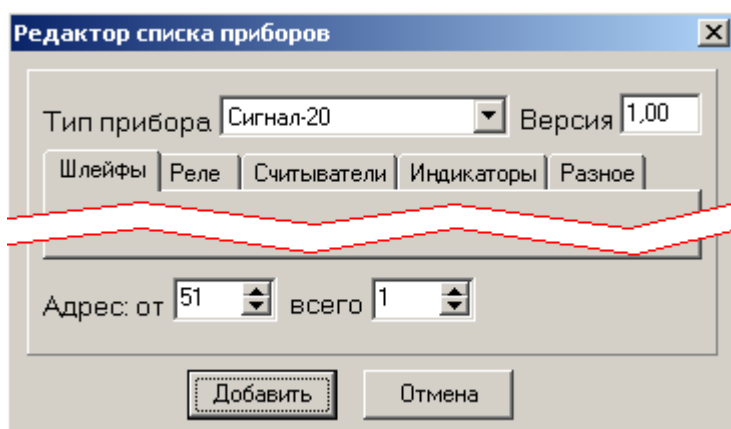 Редактор списка приборов
Тип прибора Сигнал-20 Версия 1,00
Шлейфы Реле Считыватели Индикаторы Разное
Адрес: от 51 всего 1
Добавить Отмена